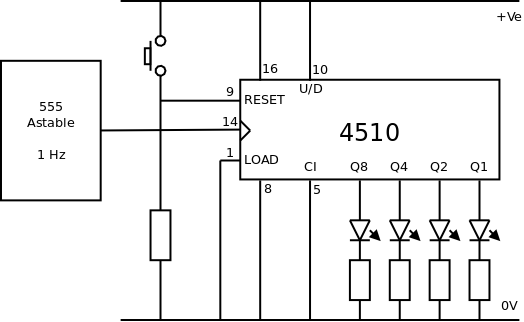 +Ve
16
10
9
RESET
U/D
555
Astable
1 Hz
14
4510
1
LOAD
CI
Q8
Q4
Q2
Q1
8
5
0V